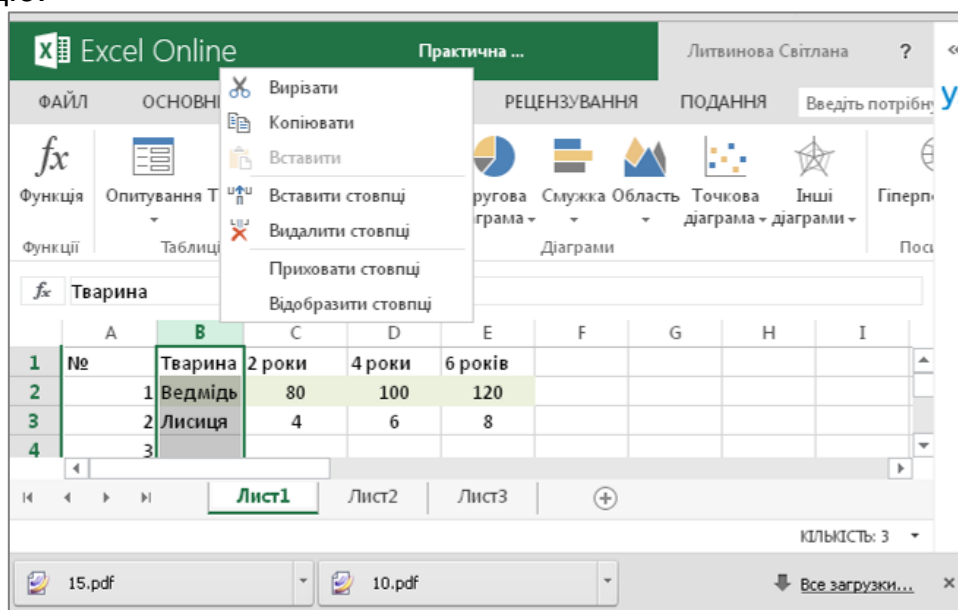 Excel Online Практична ... Литвинова Світлана ?
ФАЙЛ РЕЦЕНЗУВАННЯ ПОДАННЯ Введіть
Вирізати
Копіювати
Вставити
Вставити стовпці
Видалити стовпці
Приховати стовпці
Відобразити стовпці
Функція Опитування Смужка Область Точкова Інші
діаграма діаграми
Функції Діаграми
fx Тварина
A B C D E F G H I
1 № Тварина 2 роки 4 роки 6 років
2 1 Ведмідь 80 100 120
3 2 Лисиця 4 6 8
4 3
Лист1 Лист2 Лист3
КІЛЬКІСТЬ: 3
15.pdf 10.pdf Все загрузки...